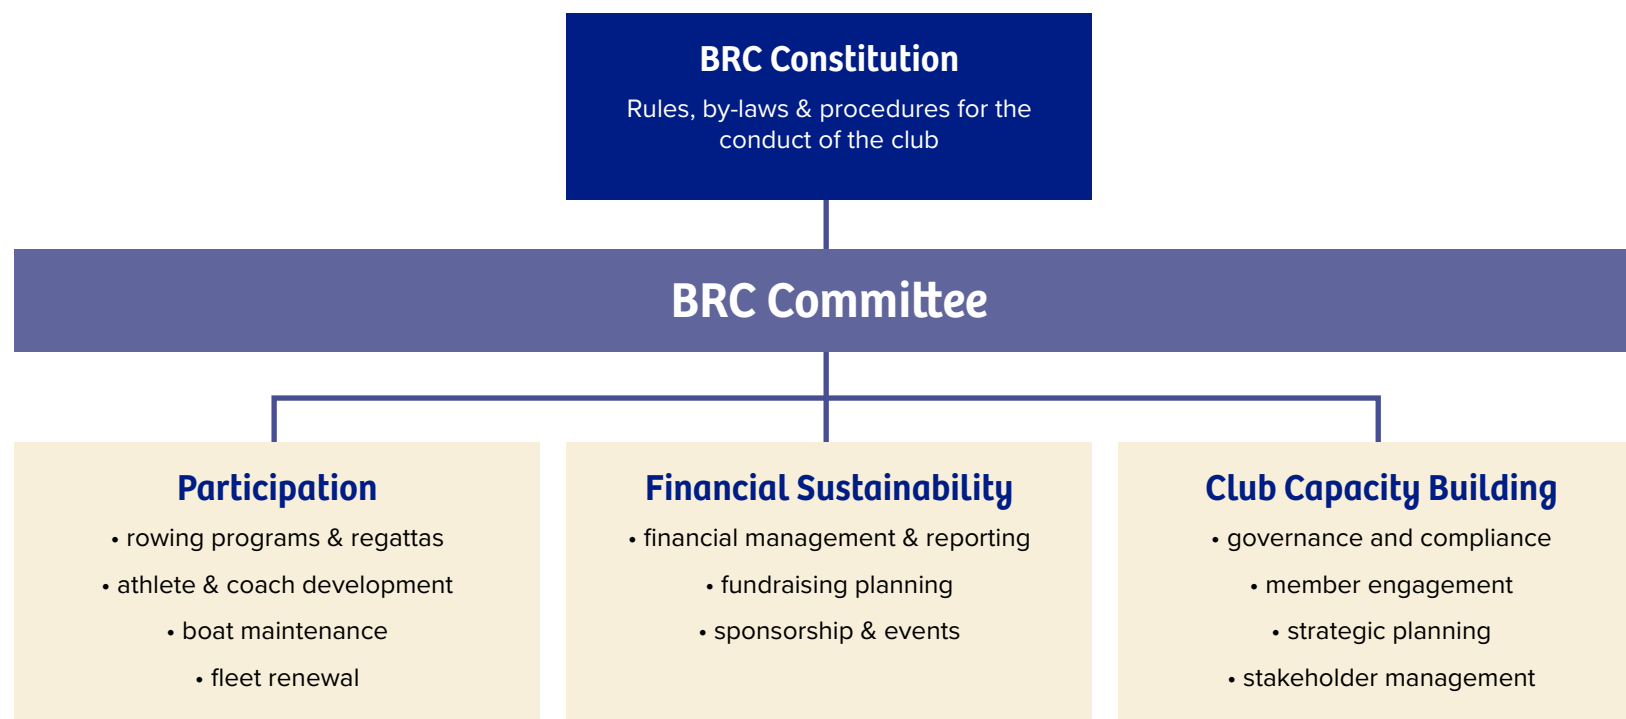 BRC Constitution
Rules, by-laws & procedures for the
conduct of the club
BRC Committee
Participation
• rowing programs & regattas
• athlete & coach development
• boat maintenance
• fleet renewal
Financial Sustainability
• financial management & reporting
• fundraising planning
• sponsorship & events
Club Capacity Building
• governance and compliance
• member engagement
• strategic planning
• stakeholder management